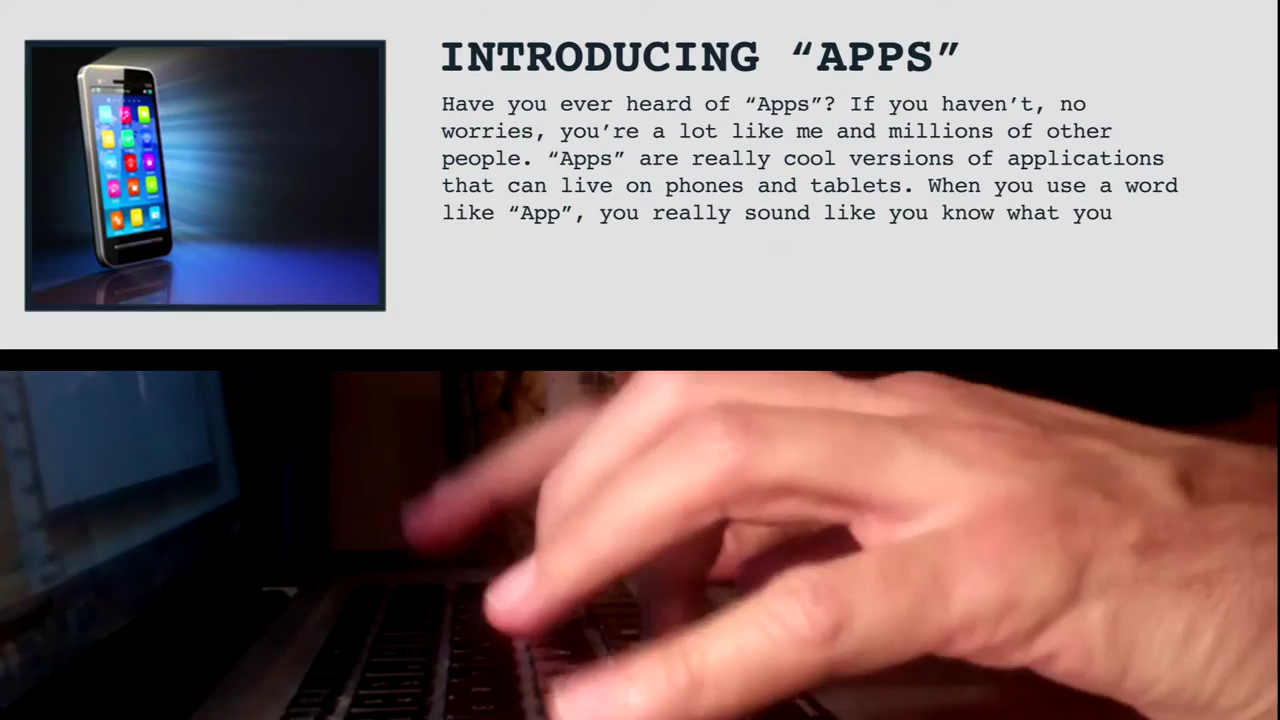 INTRODUCING “APPS”
Have you ever heard of “Apps”? If you haven’t, no
worries, you’re a lot like me and millions of other
people. “Apps” are really cool versions of applications
that can live on phones and tablets. When you use a word
like “App”, you really sound like you know what you